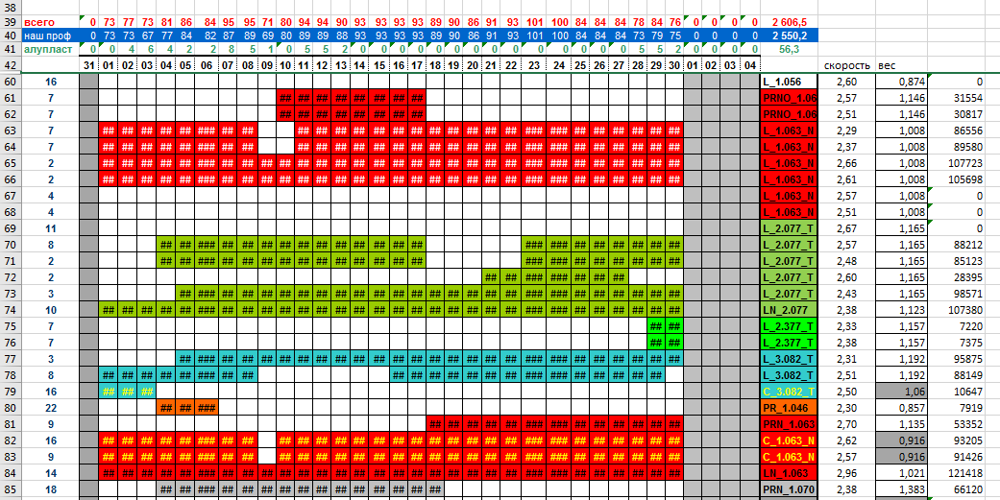 38
39 всего 0 73 77 73 81 86 84 95 95 71 80 94 94 90 93 93 93 93 89 90 86 91 93 101 100 84 84 84 78 84 76 0 0 0 0 2 606,5
40 наш проф 0 73 73 67 77 84 82 87 90 69 80 89 89 88 93 93 93 93 89 90 86 91 93 101 100 84 84 84 73 79 75 0 0 0 0 2 550,2
41 алупласт 0 0 4 6 4 2 2 8 5 1 0 5 5 2 0 0 0 0 0 0 0 0 0 0 0 0 0 0 5 5 2 0 0 0 0 56,3
42 31 01 02 03 04 05 06 07 08 09 10 11 12 13 14 15 16 17 18 19 20 21 22 23 24 25 26 27 28 29 30 01 02 03 04 скорость вес
60 16 L_1.056 2,60 0,874 0
61 7 ## ## ## ## ## ## ## ## PRNO_1.06 2,57 1,146 31554
62 7 ## ## ## ## ## ## ## ## PRNO_1.06 2,51 1,146 30817
63 7 ## ## ## ## ## ### ## ## ## ## ## ## ## ## ## ## ## ## ## ## ### ### ## ## ## ## ## ## L_1.063_N 2,29 1,008 86556
64 7 ## ## ## ## ## ### ## ## ## ## ## ## ## ## ## ## ## ## ## ## ### ### ## ## ## ## ## ## L_1.063_N 2,37 1,008 89580
65 2 ## ## ## ## ## ### ## ## ## ## ## ## ## ## ## ## ## ## ## ## ## ## ### ### ## ## ## ## ## ## L_1.063_N 2,66 1,008 107723
66 2 ## ## ## ## ## ### ## ## ## ## ## ## ## ## ## ## ## ## ## ## ## ## ### ### ## ## ## ## ## ## L_1.063_N 2,61 1,008 105698
67 4 L_1.063_N 2,57 1,008 0
68 4 L_1.063_N 2,51 1,008 0
69 11 L_2.077_T 2,67 1,165 0
70 8 ## ## ### ## ## ## ## ## ## ## ## ## ## ## ### ### ## ## ## ## ## ## L_2.077_T 2,57 1,165 88212
71 2 ## ## ### ## ## ## ## ## ## ## ## ## ## ## ### ### ## ## ## ## ## ## L_2.077_T 2,48 1,165 85123
72 2 ## ## ### ### ## ## ## L_2.077_T 2,60 1,165 28395
73 3 ## ### ## ## ## ## ## ## ## ## ## ## ## ## ## ## ## ## ### ### ## ## ## ## ## ## L_2.077_T 2,43 1,165 98571
74 10 ## ## ## ## ## ### ## ## ## ## ## ## ## ## ## ## ## ## ## ## ## ## ### ### ## ## ## ## ## ## LN_2.077 2,38 1,123 107380
75 7 ## ## L_2.377_T 2,33 1,157 7220
76 7 ## ## L_2.377_T 2,38 1,157 7375
77 3 ## ### ## ## ## ## ## ## ## ## ## ## ## ## ## ## ## ## ### ### ## ## ## ## ## ## L_3.082_T 2,31 1,192 95875
78 8 ## ## ## ## ## ### ## ## ## ## ## ## ## ## ## ### ### ## ## ## ## ## L_3.082_T 2,51 1,192 88149
79 16 ## ## ## C_3.082_T 2,50 1,06 10647
80 22 ## ## ### PR_1.046 2,30 0,857 7919
81 9 ## ## ## ## ## ### ### ## ## ## ## ## ## PRN_1.063 2,70 1,135 53352
82 16 ## ## ## ## ## ### ## ## ## ## ## ## ## ## ## ## ## ## ## ## ## ### ### ## ## ## ## ## ## C_1.063_N 2,62 0,916 93205
83 9 ## ## ## ## ## ### ## ## ## ## ## ## ## ## ## ## ## ## ## ## ## ### ### ## ## ## ## ## ## C_1.063_N 2,57 0,916 91426
84 14 ## ## ## ## ## ### ## ## ## ## ## ## ## ## ## ## ## ## ## ## ## ## ### ### ## ## ## ## ## ## LN_1.063 2,96 1,021 121418
85 18 ## ## ### ## ## ## ## ## ## ## ## ## ## ## ## PRN_1.070 2,38 1,383 66120